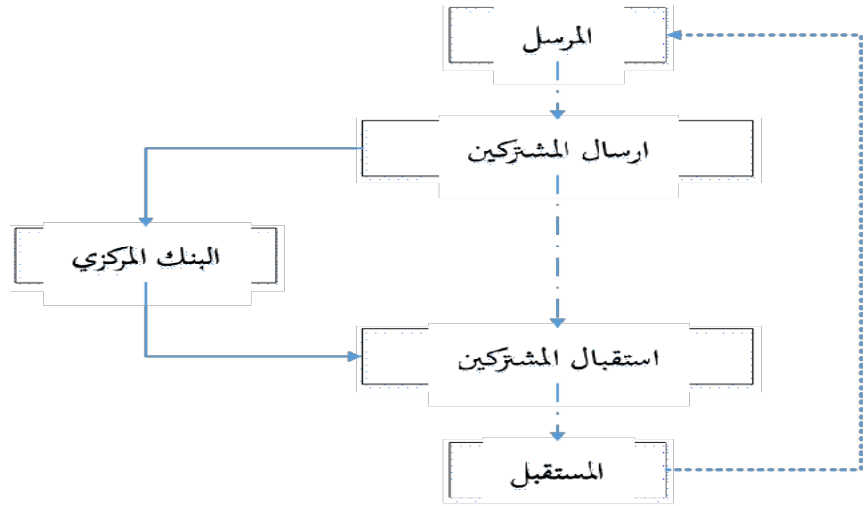 المرسل
ارسال المشتركين
البنك المركزي
استقبال المشتركين
المستقبل